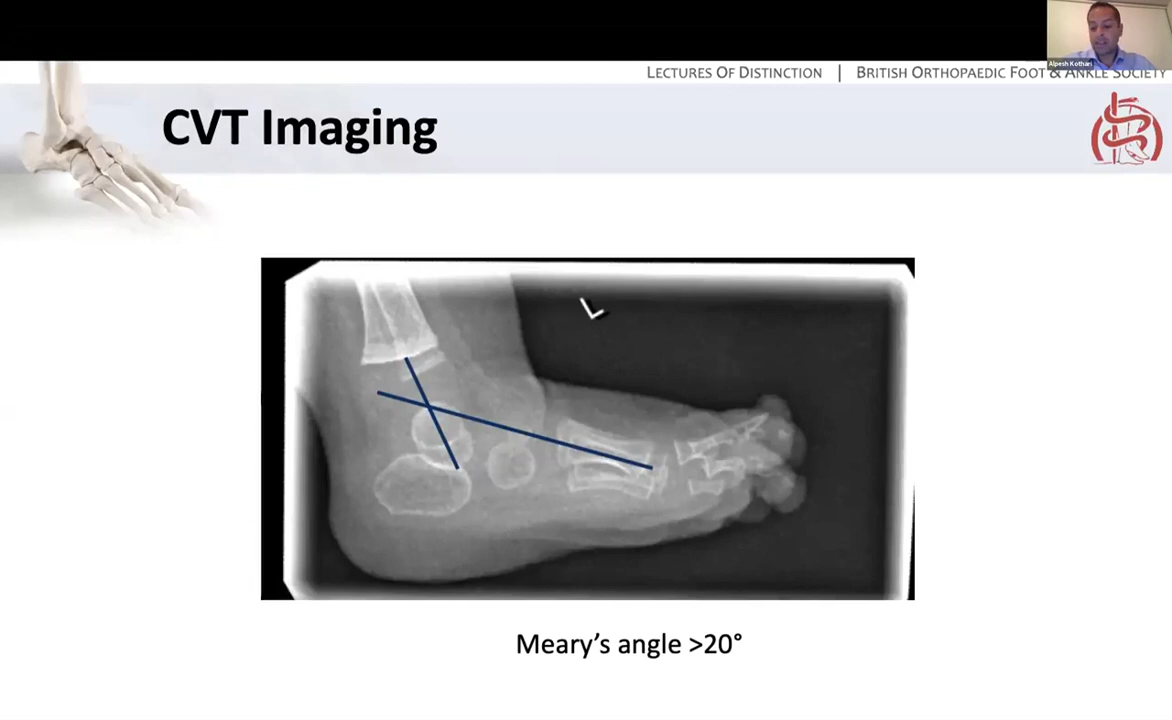 Alpesh Kothari
LECTURES OF DISTINCTION | BRITISH ORTHOPAEDIC FOOT & ANKLE SOCIETY
CVT Imaging
L
Meary's angle >20°